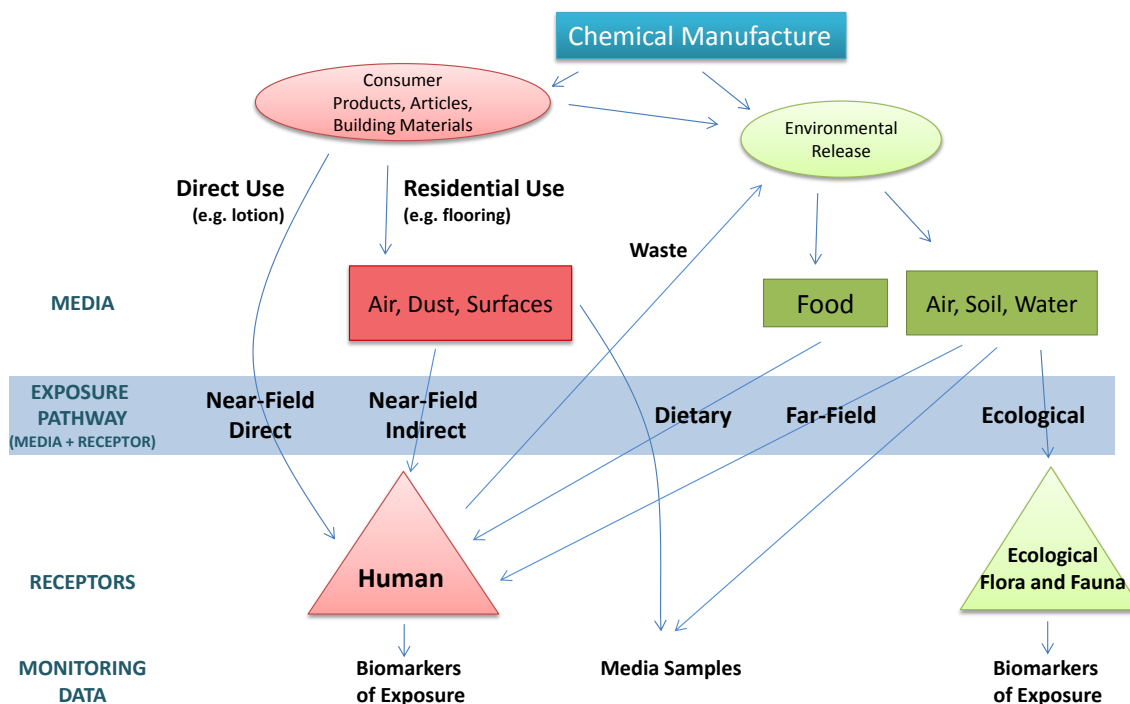 Chemical Manufacture
Consumer
Products, Articles,
Building Materials
Environmental
Release
Direct Use
(e.g. lotion)
Residential Use
(e.g. flooring)
Waste
MEDIA
Air, Dust, Surfaces
Food
Air, Soil, Water
EXPOSURE
PATHWAY
(MEDIA + RECEPTOR)
Near-Field
Direct
Near-Field
Indirect
Dietary
Far-Field
Ecological
RECEPTORS
Human
Ecological
Flora and Fauna
MONITORING
DATA
Biomarkers
of Exposure
Media Samples
Biomarkers
of Exposure